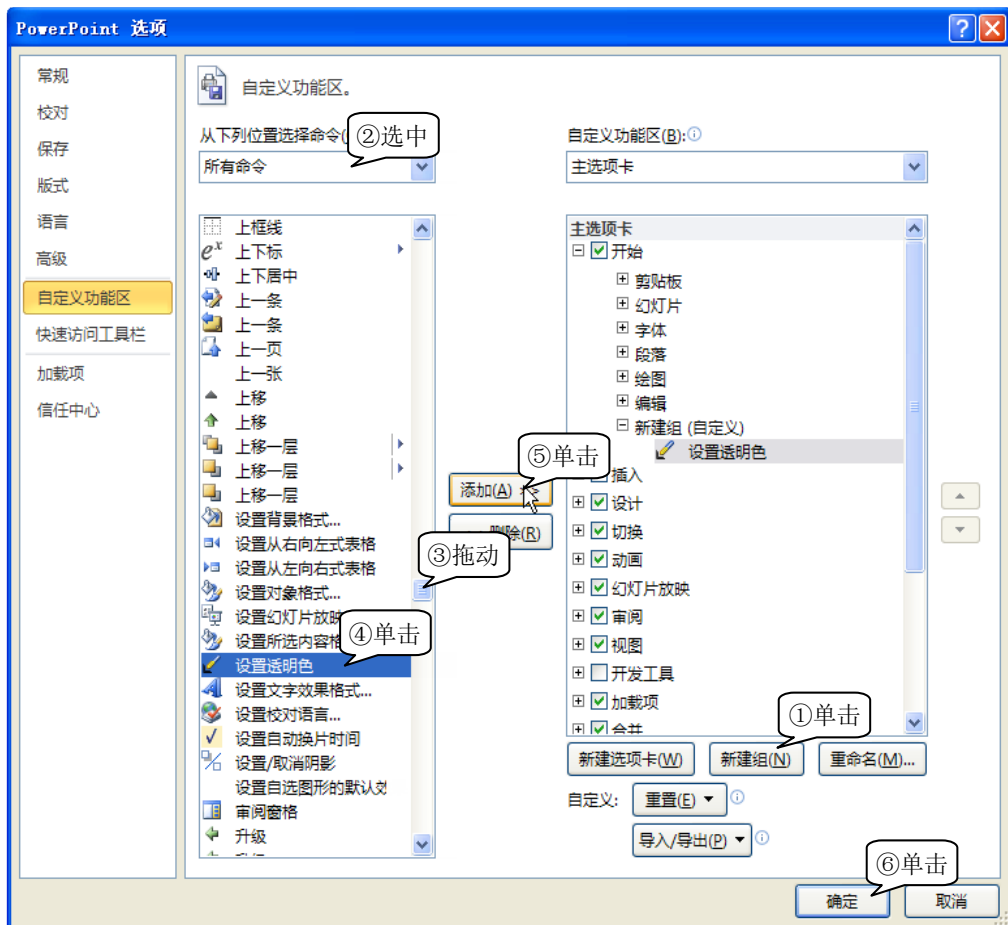 PowerPoint 选项
常规
校对
保存
版式
语言
高级
自定义功能区
快速访问工具栏
加载项
信任中心
自定义功能区。
从下列位置选择命令(
②选中
所有命令
上框线
上下标
上下居中
上一条
上一条
上一页
上一张
上移
上移
上移一层
上移一层
上移一层
设置背景格式...
设置从右向左式表格
设置从左向右式表格
设置对象格式...
设置幻灯片放映
设置所选内容格
设置透明色
设置文字效果格式...
设置校对语言...
设置自动换片时间
设置/取消阴影
设置自选图形的默认效
审阅窗格
升级
③拖动
④单击
⑤单击
添加(A) >>
删除(R)
自定义功能区(B):
主选项卡
主选项卡
开始
剪贴板
幻灯片
字体
段落
绘图
编辑
新建组 (自定义)
设置透明色
插入
设计
切换
动画
幻灯片放映
审阅
视图
开发工具
加载项
合并
①单击
新建选项卡(W)
新建组(N)
重命名(M)...
自定义:
重置(E)
导入/导出(P)
⑥单击
确定
取消